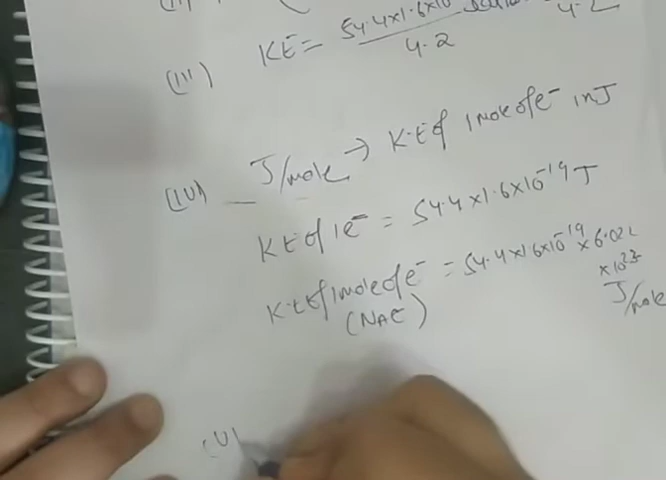 (III) KE = 54.4×1.6×10
4.2
(IV) J/mole → K.E of 1 mole of e⁻ in J
KE of 1e⁻ = 54.4×1.6×10⁻¹⁹ J
K.E of 1 mole of e⁻ = 54.4×1.6×10⁻¹⁹×6.022
×10²³
(NAe⁻) J/mole
(V)